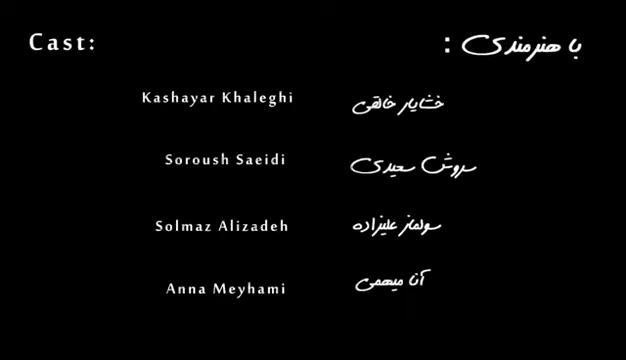 Cast: با هنرمندی :
Kashayar Khaleghi خشایار خالقی
Soroush Saeidi سروش سعیدی
Solmaz Alizadeh سولماز علیزاده
Anna Meyhami آنا میهمی